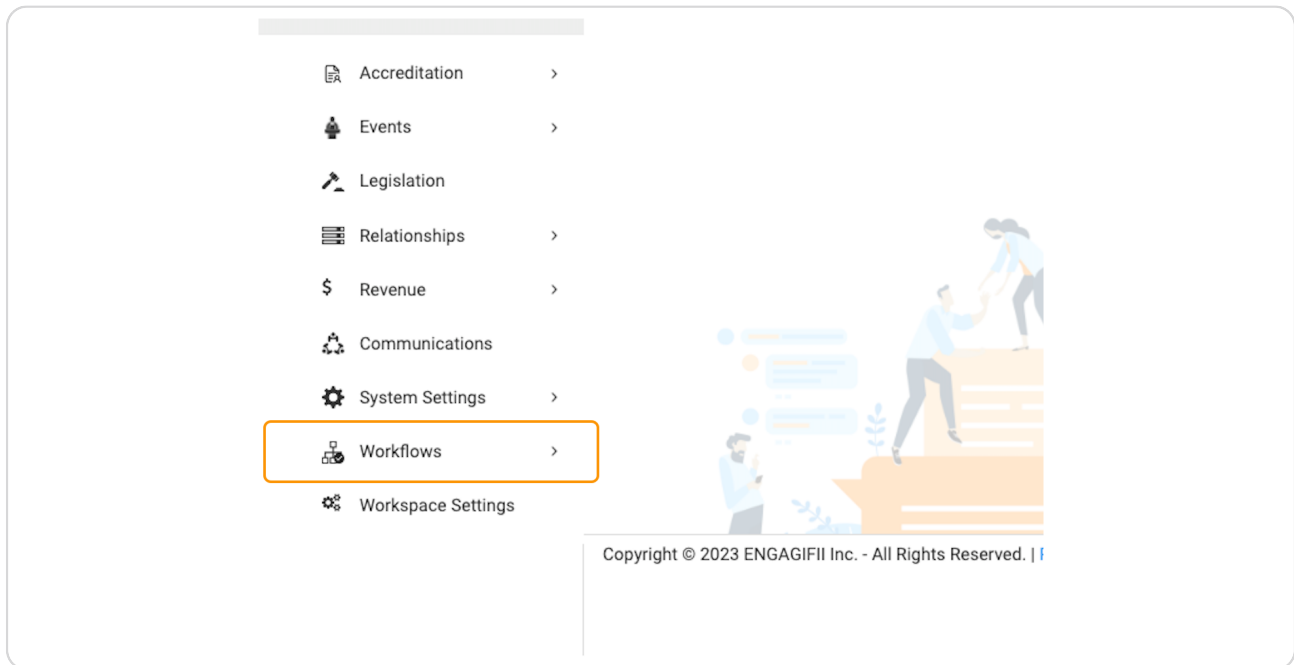 Accreditation
Events
Legislation
Relationships
$ Revenue
Communications
System Settings
Workflows
Workspace Settings
Copyright © 2023 ENGAGIFII Inc. - All Rights Reserved. |